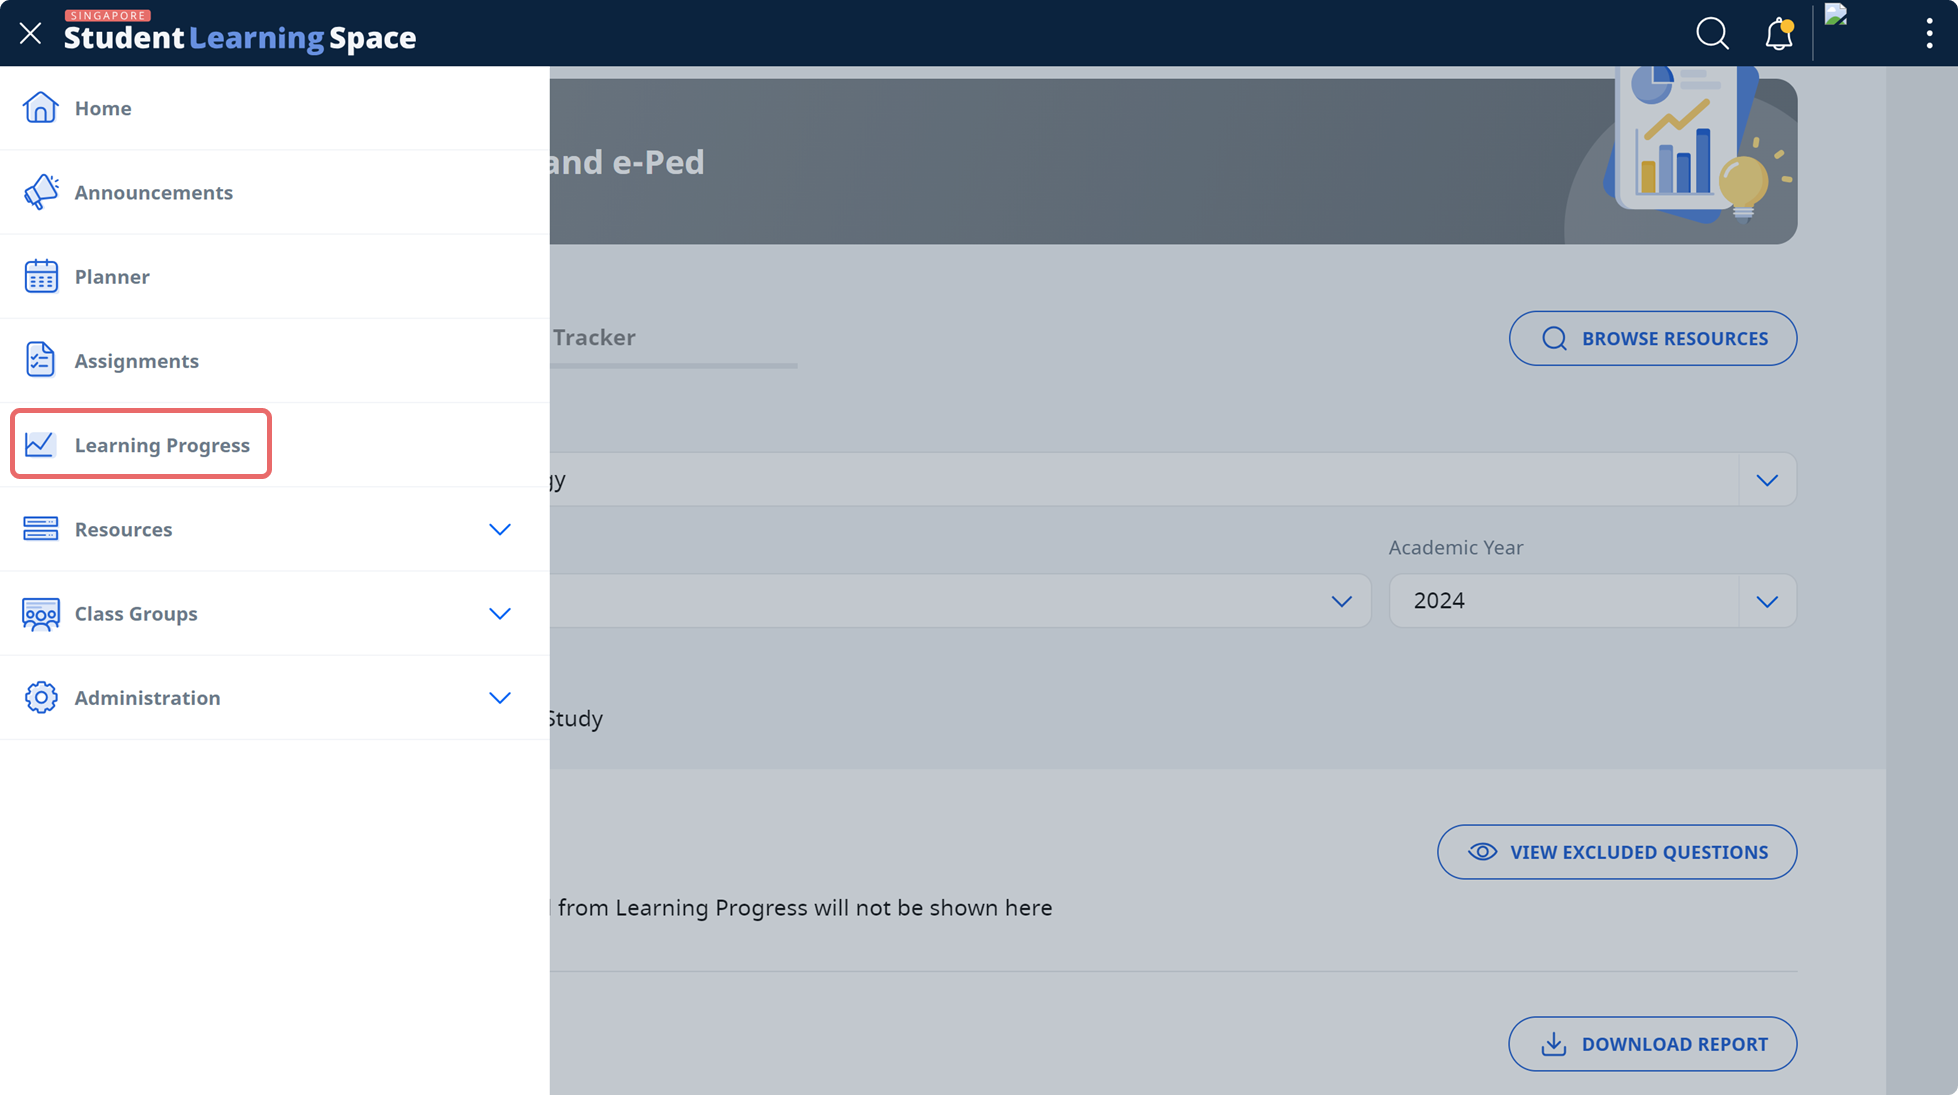 SINGAPORE
Student Learning Space
Home
Announcements
Planner
Assignments
Learning Progress
Resources
Class Groups
Administration
and e-Ped
Tracker
BROWSE RESOURCES
Academic Year
2024
Study
VIEW EXCLUDED QUESTIONS
from Learning Progress will not be shown here
DOWNLOAD REPORT